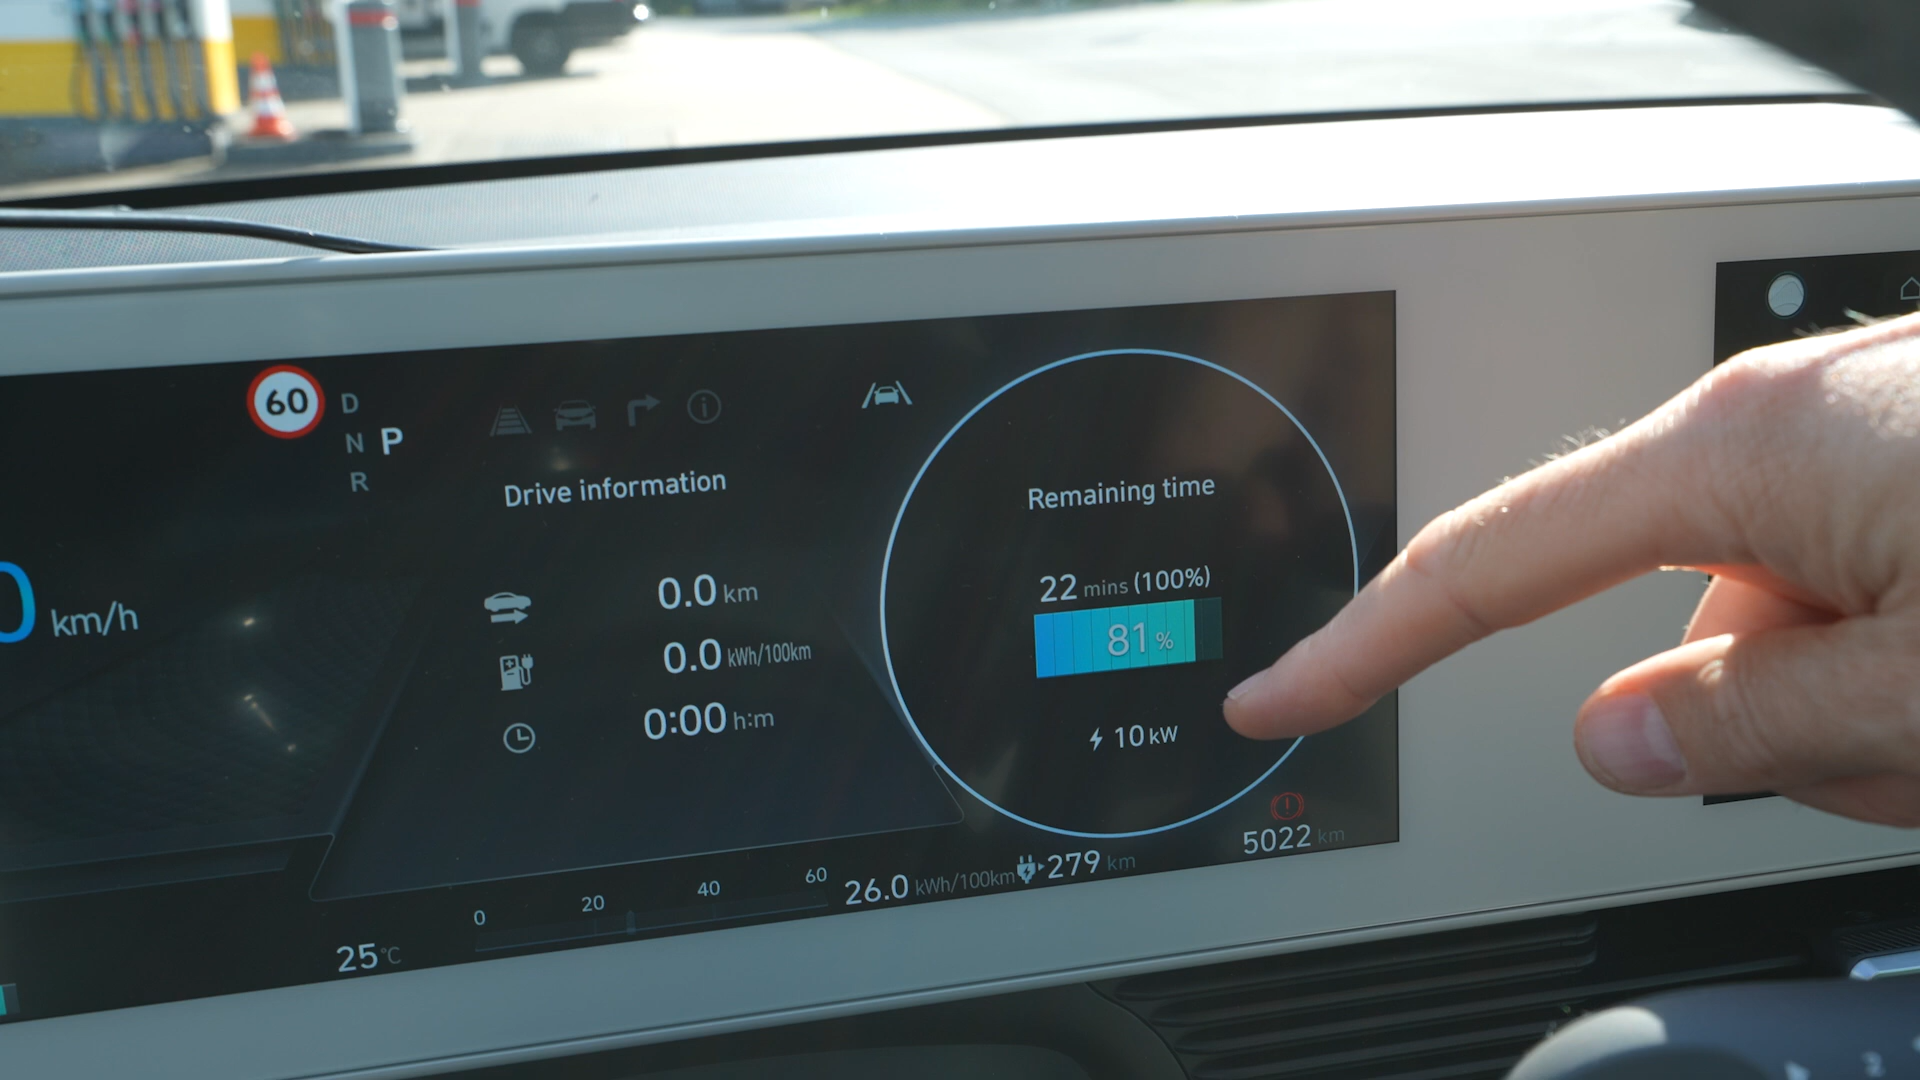 60
D
N P
R
0 km/h
Drive information
0.0 km
0.0 kWh/100km
0:00 h:m
Remaining time
22 mins (100%)
81 %
10 kW
0 20 40 60
26.0 kWh/100km
279 km
5022 km
25 °C